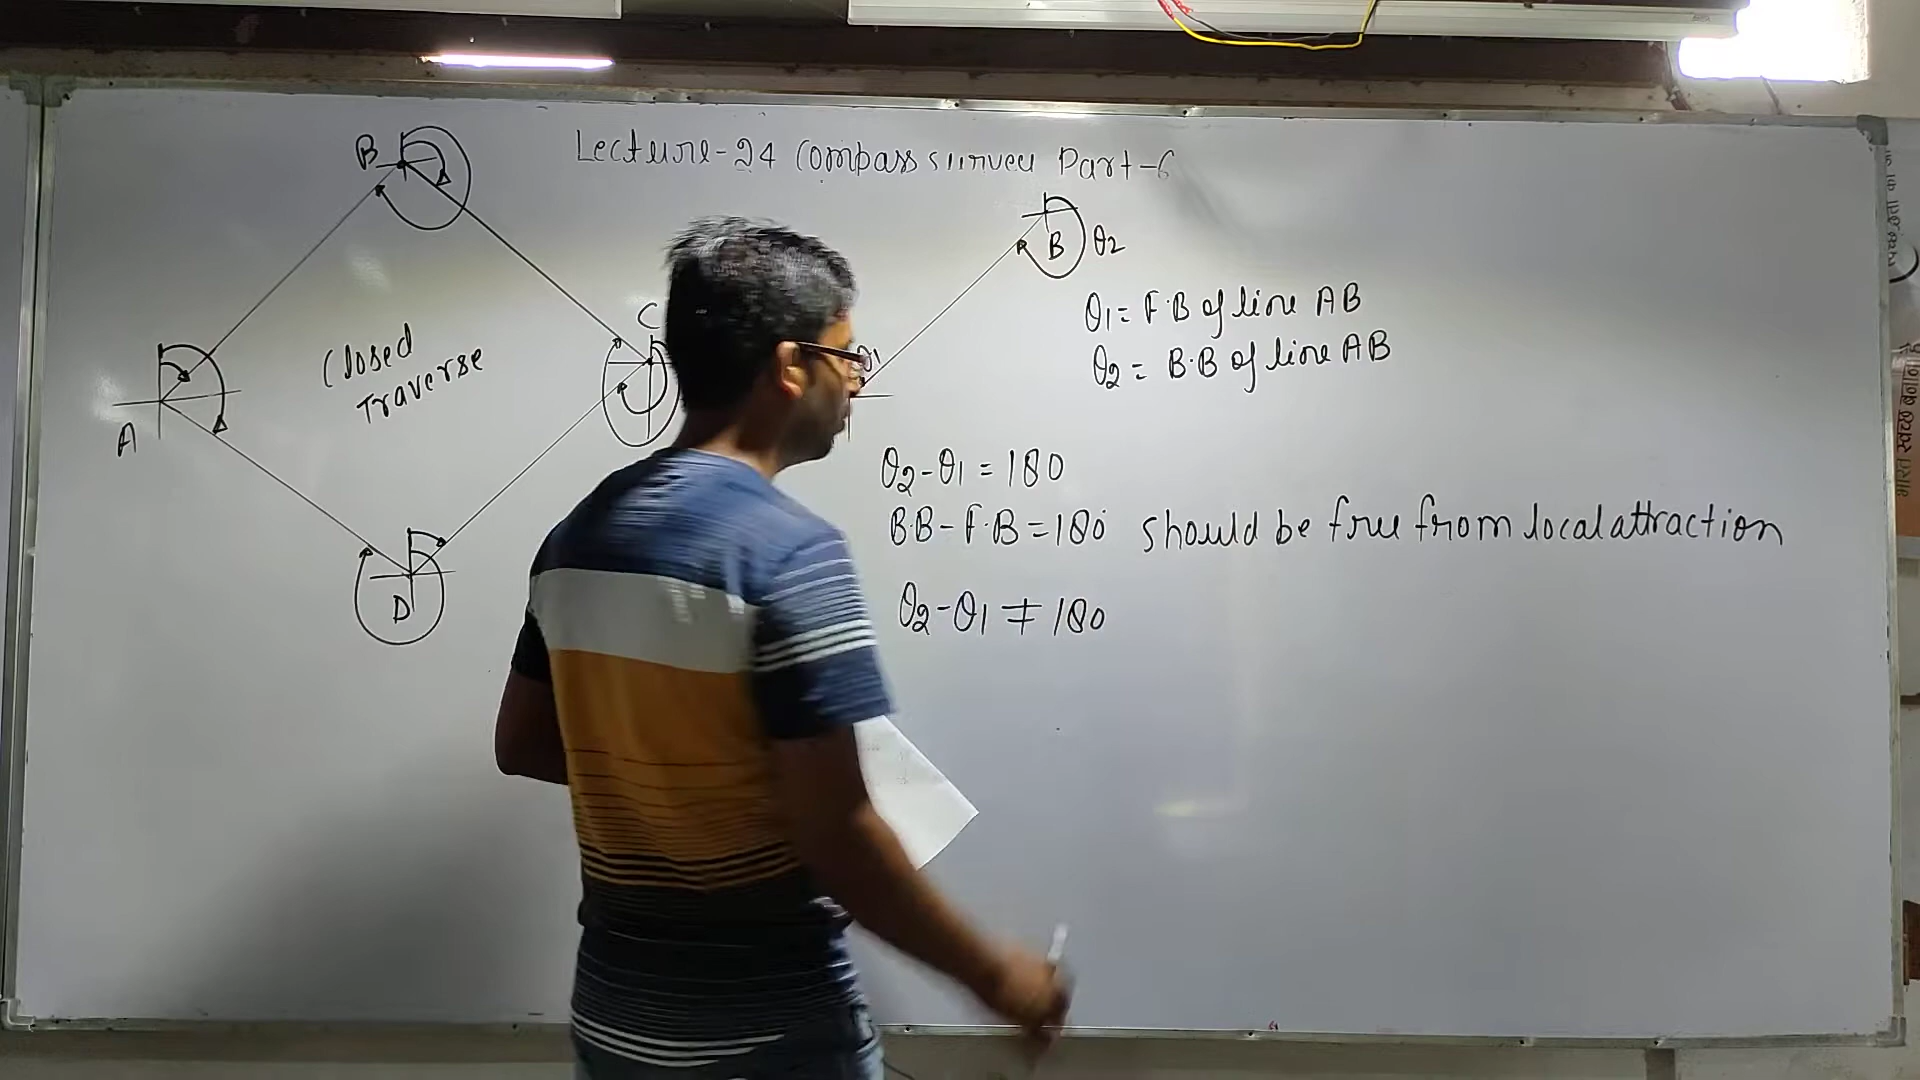 Lecture-24 Compass survey Part-6
B
C
Closed
Traverse
A
D
B
θ2
θ1
θ1 = F.B of line AB
θ2 = B.B of line AB
θ2-θ1 = 180
B.B - F.B = 180° should be free from local attraction
θ2-θ1 ≠ 180